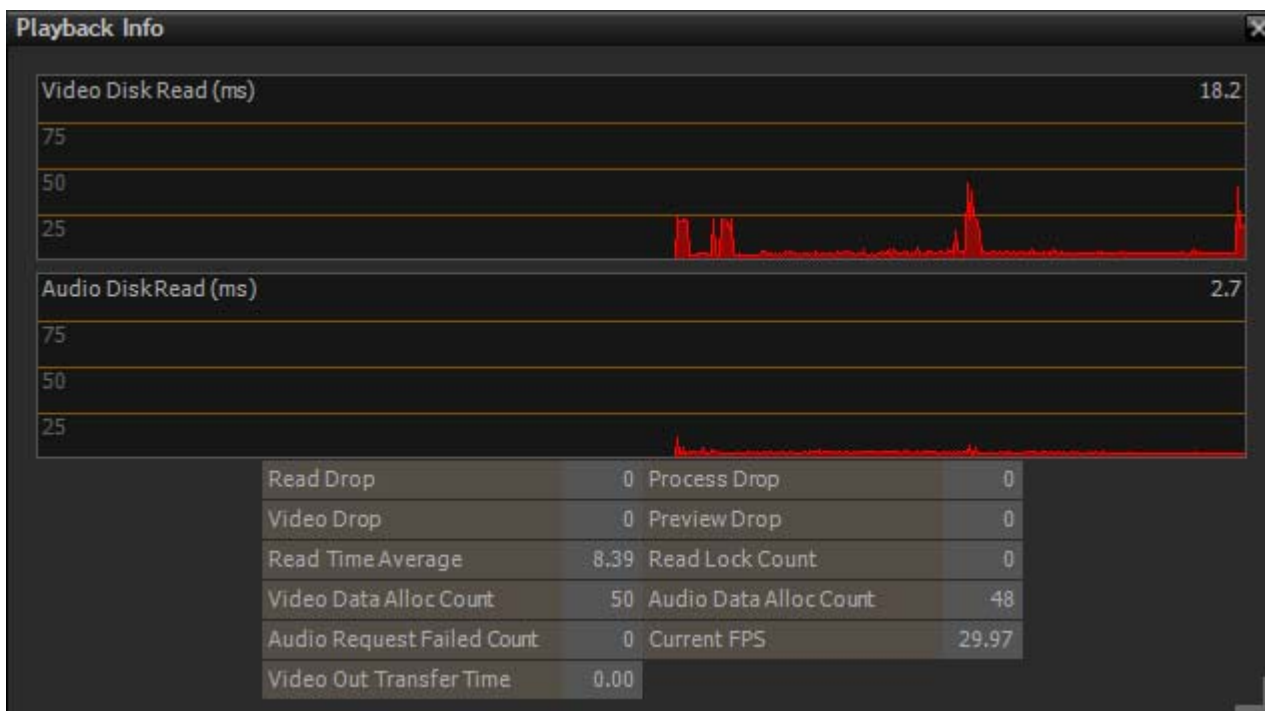 Playback Info
Video Disk Read (ms) 18.2
75
50
25
Audio Disk Read (ms) 2.7
75
50
25
Read Drop 0 Process Drop 0
Video Drop 0 Preview Drop 0
Read Time Average 8.39 Read Lock Count 0
Video Data Alloc Count 50 Audio Data Alloc Count 48
Audio Request Failed Count 0 Current FPS 29.97
Video Out Transfer Time 0.00